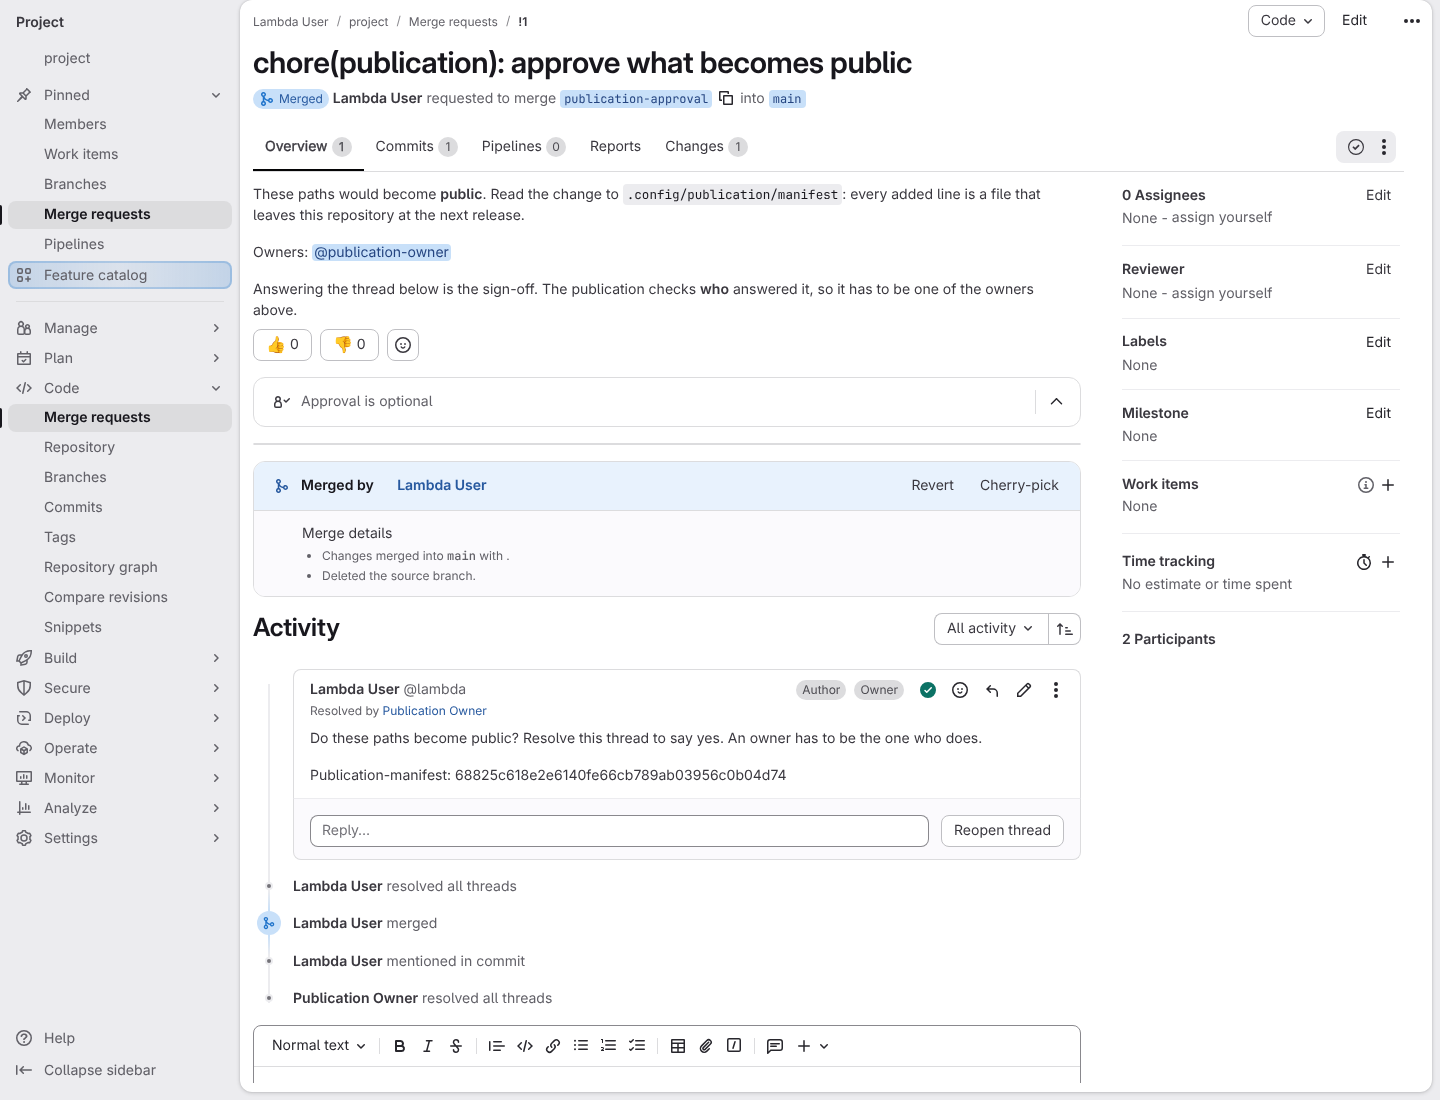 Project
project
Pinned
Members
Work items
Branches
Merge requests
Pipelines
Feature catalog
Manage
Plan
Code
Merge requests
Repository
Branches
Commits
Tags
Repository graph
Compare revisions
Snippets
Build
Secure
Deploy
Operate
Monitor
Analyze
Settings
Help
Collapse sidebar
Lambda User / project / Merge requests / !1
Code
Edit
chore(publication): approve what becomes public
Merged Lambda User requested to merge publication-approval into main
Overview 1 Commits 1 Pipelines 0 Reports Changes 1
These paths would become public. Read the change to .config/publication/manifest: every added line is a file that
leaves this repository at the next release.
Owners: @publication-owner
Answering the thread below is the sign-off. The publication checks who answered it, so it has to be one of the owners
above.
👍 0 👎 0
Approval is optional
Merged by Lambda User Revert Cherry-pick
Merge details
• Changes merged into main with .
• Deleted the source branch.
Activity
All activity
Lambda User @lambda Author Owner
Resolved by Publication Owner
Do these paths become public? Resolve this thread to say yes. An owner has to be the one who does.
Publication-manifest: 68825c618e2e6140fe66cb789ab03956c0b04d74
Reply...
Reopen thread
Lambda User resolved all threads
Lambda User merged
Lambda User mentioned in commit
Publication Owner resolved all threads
Normal text
0 Assignees Edit
None - assign yourself
Reviewer Edit
None - assign yourself
Labels Edit
None
Milestone Edit
None
Work items
None
Time tracking
No estimate or time spent
2 Participants